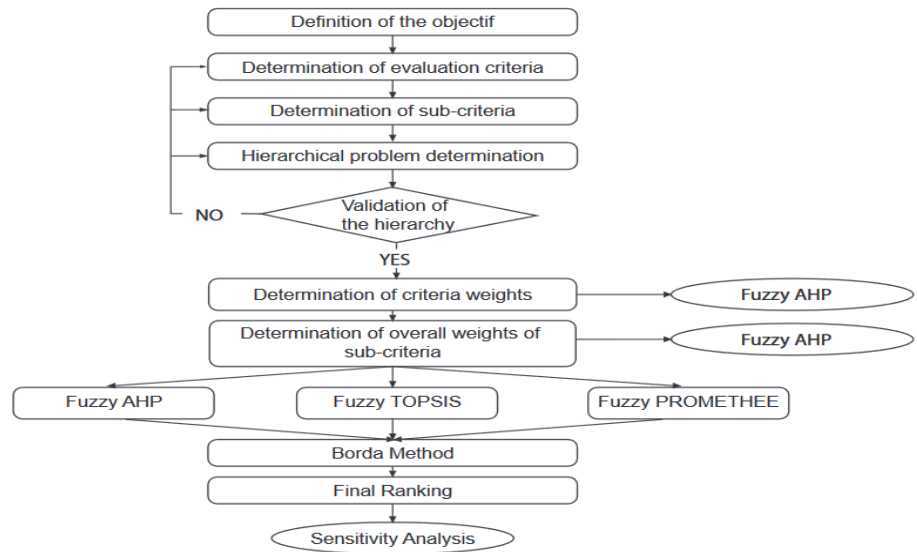 Definition of the objectif
Determination of evaluation criteria
Determination of sub-criteria
Hierarchical problem determination
Validation of
the hierarchy
NO
YES
Determination of criteria weights
Fuzzy AHP
Determination of overall weights of
sub-criteria
Fuzzy AHP
Fuzzy AHP
Fuzzy TOPSIS
Fuzzy PROMETHEE
Borda Method
Final Ranking
Sensitivity Analysis